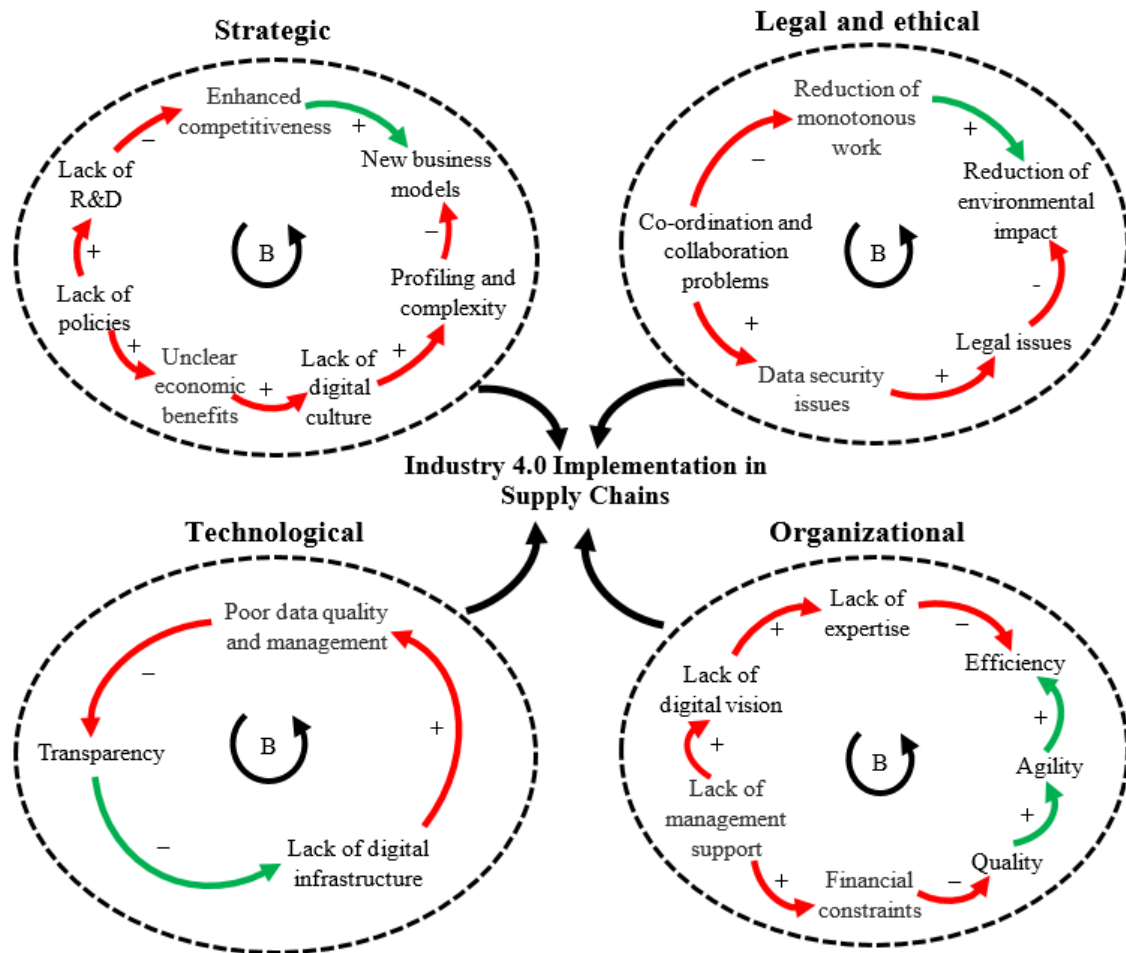 Strategic
Enhanced
competitiveness
+
−
New business
models
Lack of
R&D
+
B
−
Lack of
policies
Profiling and
complexity
+
Unclear
economic
benefits
+
Lack of
digital
culture
+
Legal and ethical
Reduction of
monotonous
work
+
−
Reduction of
environmental
impact
Co-ordination and
collaboration
problems
B
-
+
Legal issues
Data security
issues
+
Industry 4.0 Implementation in
Supply Chains
Technological
Poor data quality
and management
−
+
Transparency
B
−
Lack of digital
infrastructure
Organizational
Lack of
expertise
+
−
Efficiency
Lack of
digital vision
+
+
B
Agility
Lack of
management
support
+
Quality
+
Financial
constraints
−